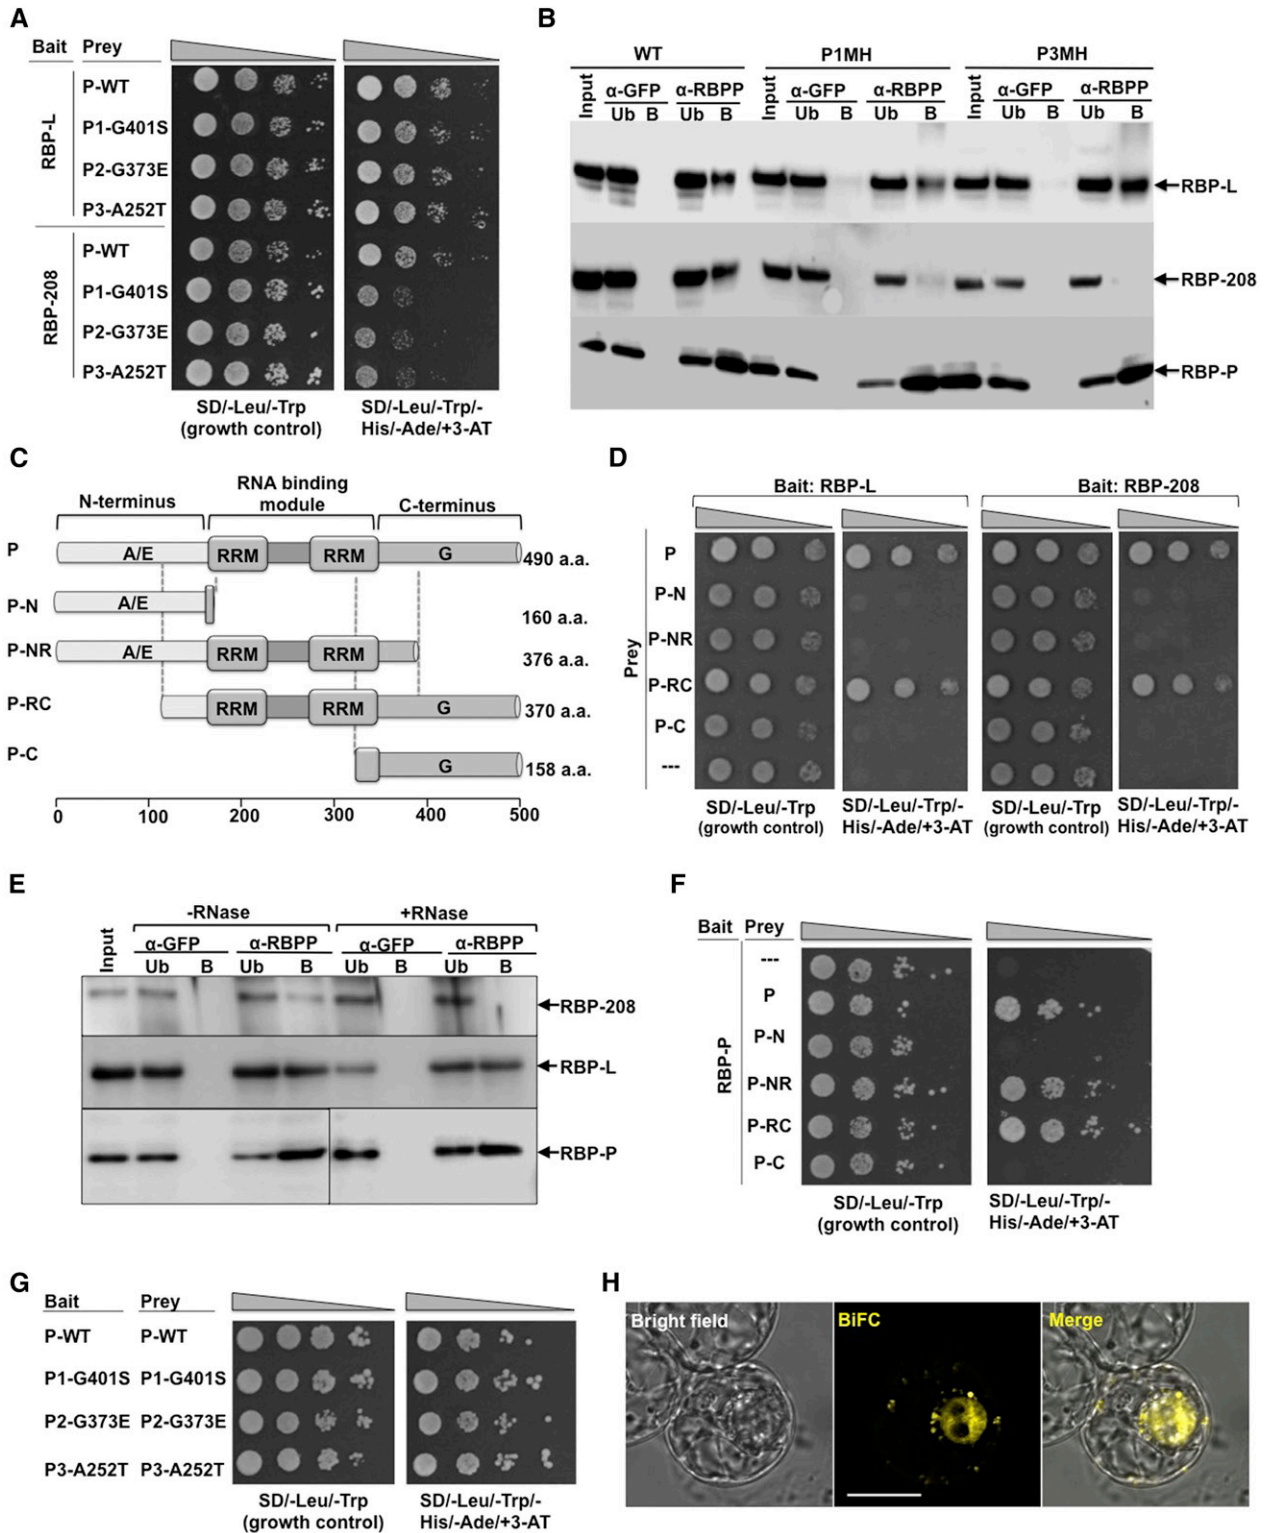 A
Bait Prey
RBP-L
P-WT
P1-G401S
P2-G373E
P3-A252T
RBP-208
P-WT
P1-G401S
P2-G373E
P3-A252T
SD/-Leu/-Trp
(growth control)
SD/-Leu/-Trp/-
His/-Ade/+3-AT
B
WT P1MH P3MH
Input α-GFP α-RBPP Input α-GFP α-RBPP Input α-GFP α-RBPP
Ub B Ub B Ub B Ub B Ub B Ub B
RBP-L
RBP-208
RBP-P
C
N-terminus
RNA binding
module
C-terminus
P A/E RRM RRM G 490 a.a.
P-N A/E 160 a.a.
P-NR A/E RRM RRM 376 a.a.
P-RC RRM RRM G 370 a.a.
P-C G 158 a.a.
0 100 200 300 400 500
D
Bait: RBP-L Bait: RBP-208
Prey
P
P-N
P-NR
P-RC
P-C
---
SD/-Leu/-Trp
(growth control)
SD/-Leu/-Trp/-
His/-Ade/+3-AT
SD/-Leu/-Trp
(growth control)
SD/-Leu/-Trp/-
His/-Ade/+3-AT
E
-RNase +RNase
Input α-GFP α-RBPP α-GFP α-RBPP
Ub B Ub B Ub B Ub B
RBP-208
RBP-L
RBP-P
F
Bait Prey
RBP-P
---
P
P-N
P-NR
P-RC
P-C
SD/-Leu/-Trp
(growth control)
SD/-Leu/-Trp/-
His/-Ade/+3-AT
G
Bait Prey
P-WT P-WT
P1-G401S P1-G401S
P2-G373E P2-G373E
P3-A252T P3-A252T
SD/-Leu/-Trp
(growth control)
SD/-Leu/-Trp/-
His/-Ade/+3-AT
H
Bright field BiFC Merge